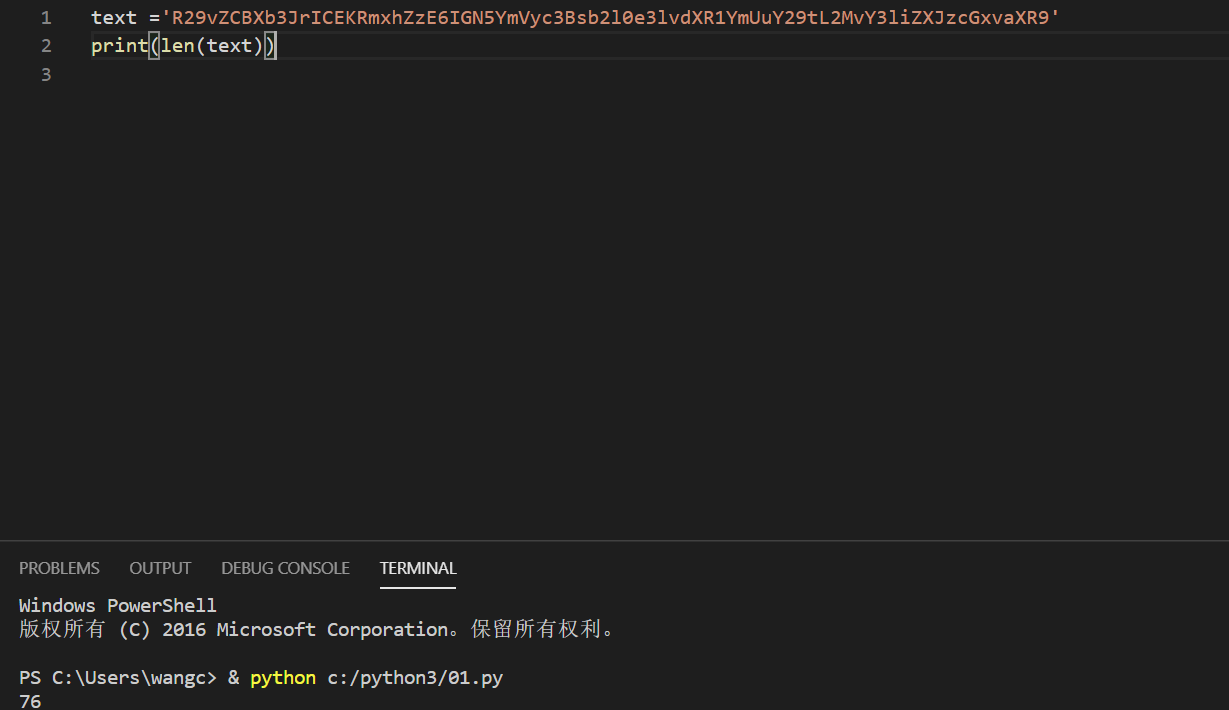 1 text ='R29vZCBXb3JrICEKRmxhZzE6IGN5YmVyc3Bsb2l0e3lvdXR1YmUuY29tL2MvY3liZXJzcGxvaXR9'
2 print(len(text))
3
PROBLEMS OUTPUT DEBUG CONSOLE TERMINAL
Windows PowerShell
版权所有 (C) 2016 Microsoft Corporation。保留所有权利。
PS C:\Users\wangc> & python c:/python3/01.py
76